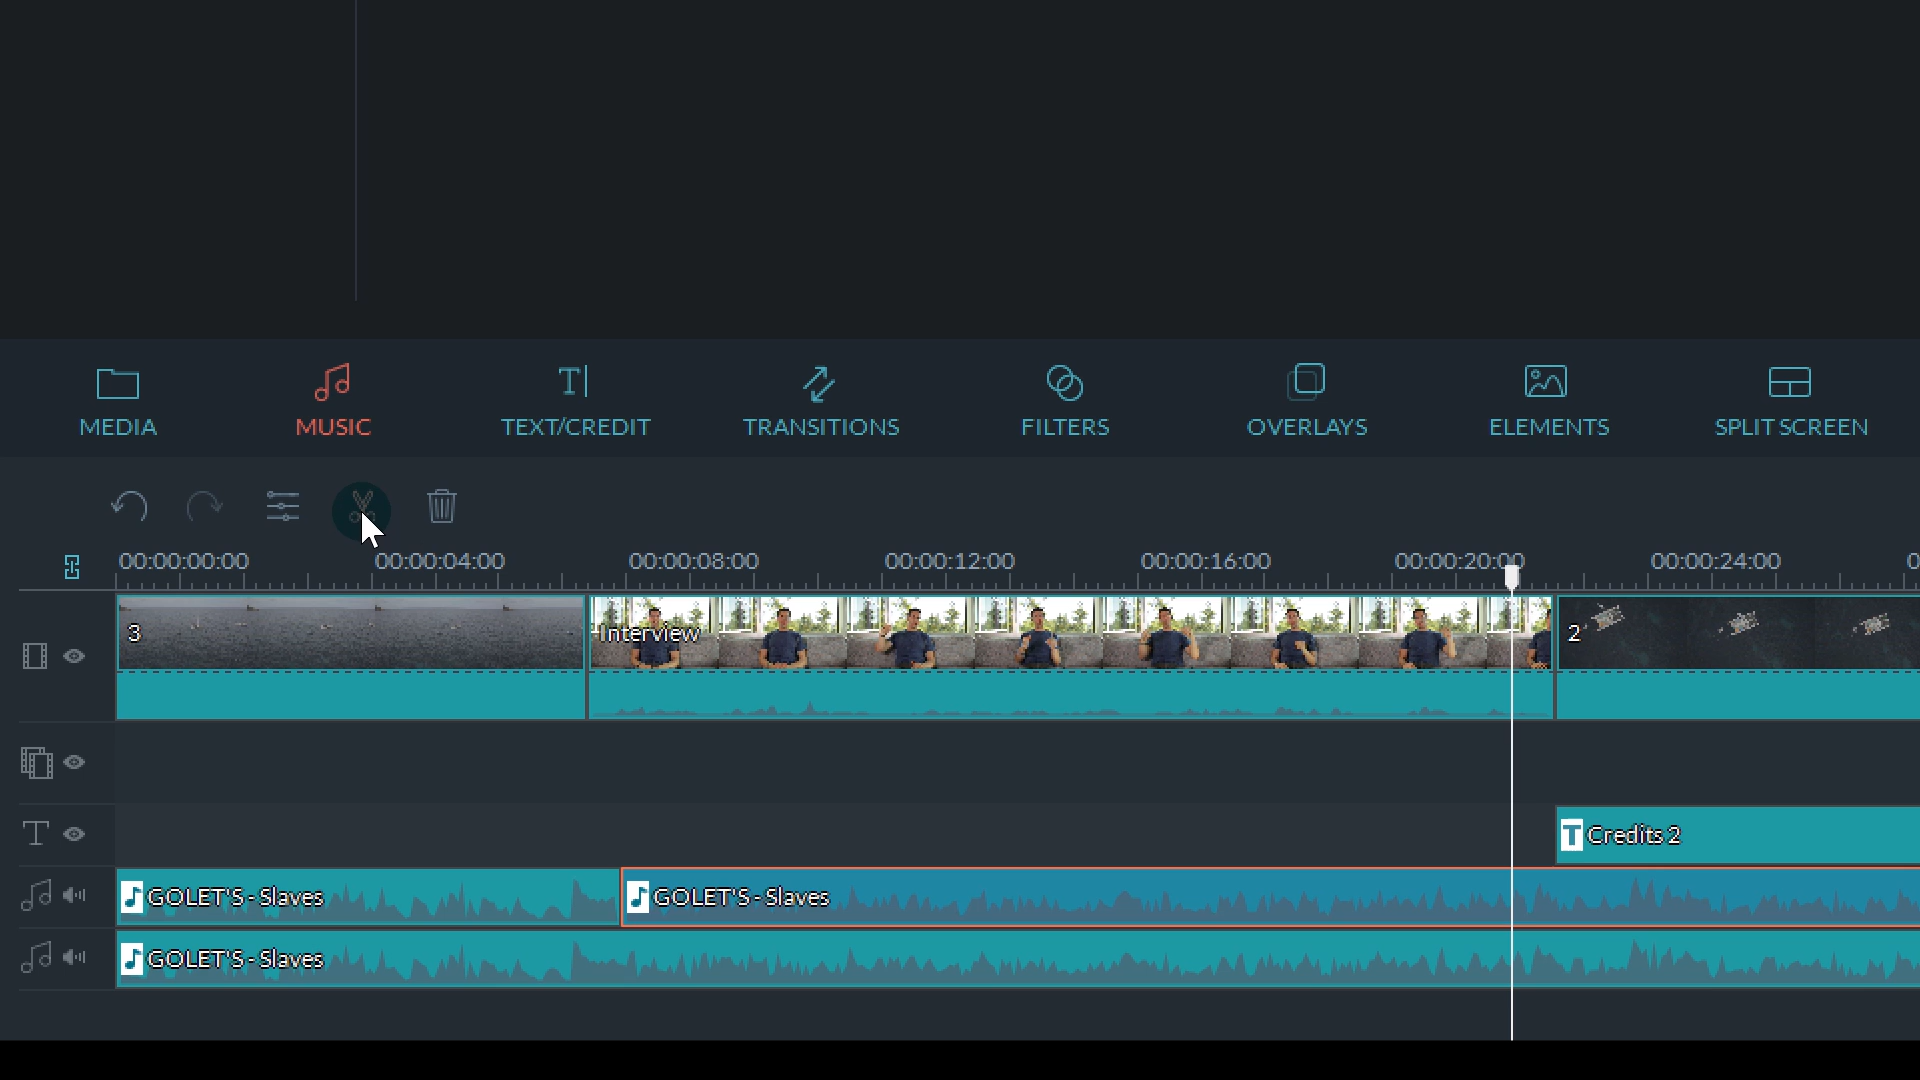 MEDIA MUSIC TEXT/CREDIT TRANSITIONS FILTERS OVERLAYS ELEMENTS SPLIT SCREEN
00:00:00:00 00:00:04:00 00:00:08:00 00:00:12:00 00:00:16:00 00:00:20:00 00:00:24:00 0
3 Interview 2
T Credits 2
GOLET'S - Slaves GOLET'S - Slaves
GOLET'S - Slaves